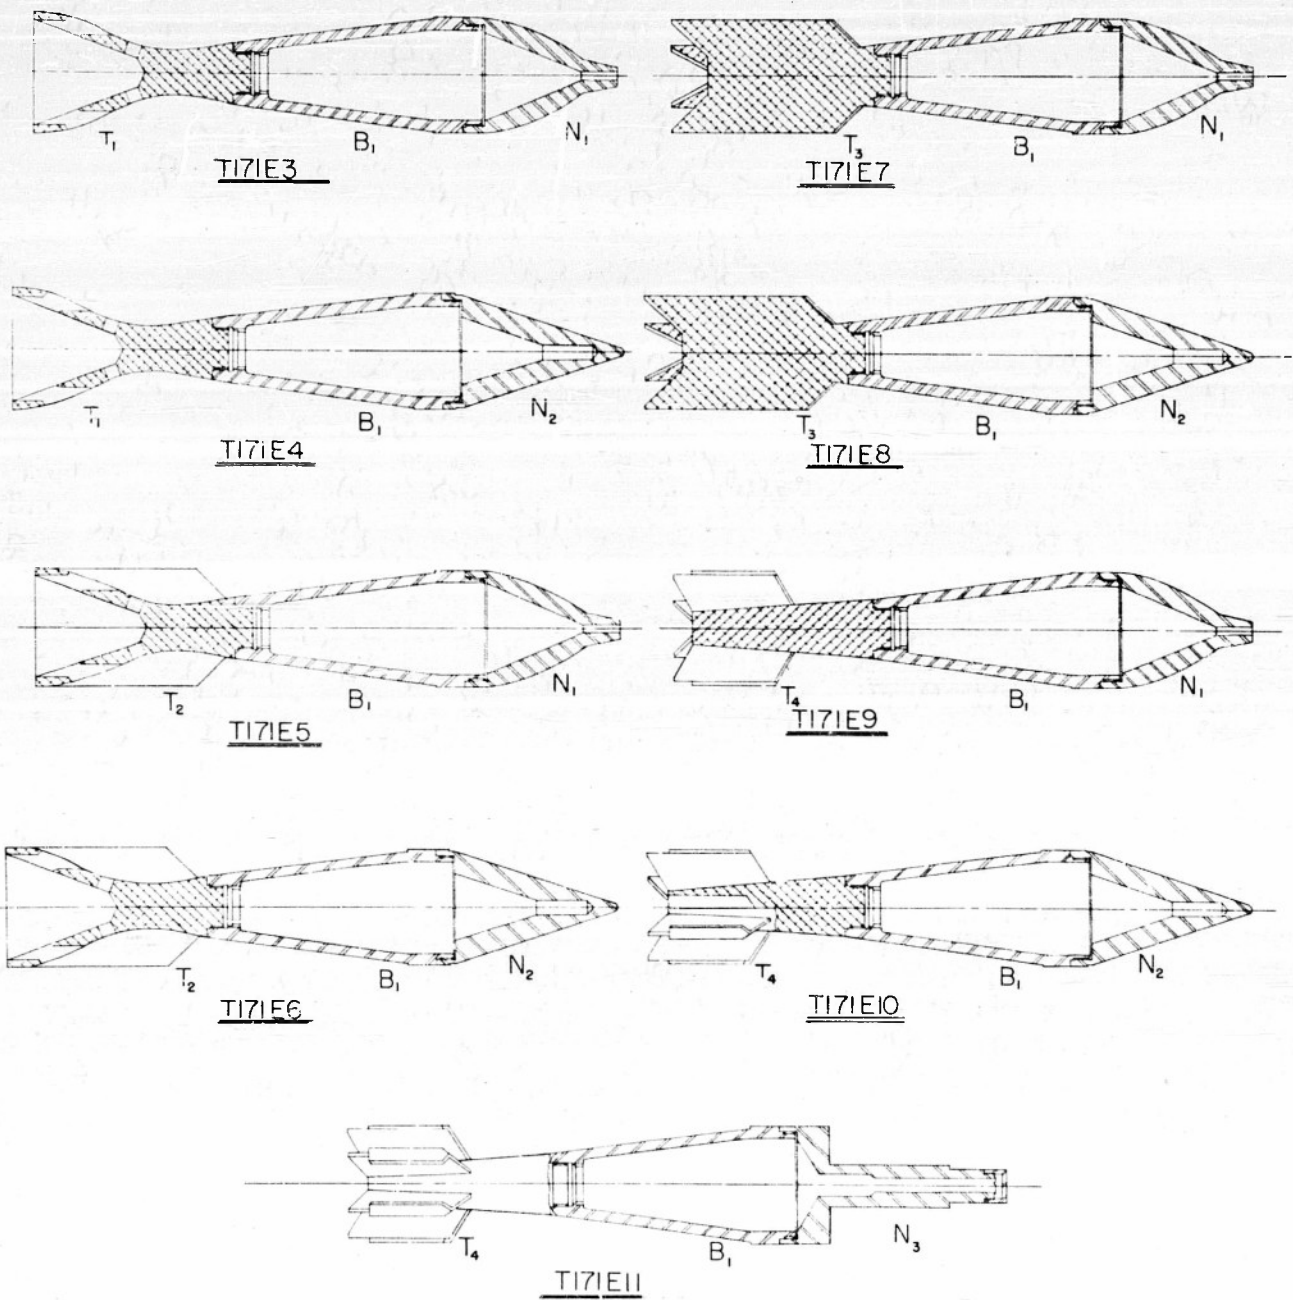 T₁ B₁ N₁
T171E3
T₃ B₁ N₁
T171E7
T₁ B₁ N₂
T171E4
T₃ B₁ N₂
T171E8
T₂ B₁ N₁
T171E5
T₄ B₁ N₁
T171E9
T₂ B₁ N₂
T171E6
T₄ B₁ N₂
T171E10
T₄ B₁ N₃
T171E11